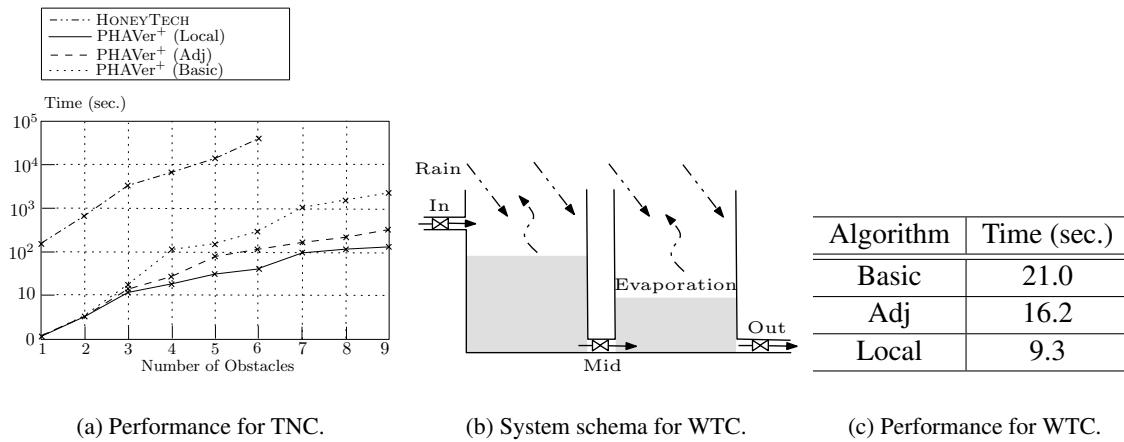 HONEYTECH
PHAVer+ (Local)
PHAVer+ (Adj)
PHAVer+ (Basic)
Time (sec.)
10^5
10^4
10^3
10^2
10
0
1 2 3 4 5 6 7 8 9
Number of Obstacles
(a) Performance for TNC.
Rain
In
Evaporation
Out
Mid
(b) System schema for WTC.
Algorithm Time (sec.)
Basic 21.0
Adj 16.2
Local 9.3
(c) Performance for WTC.